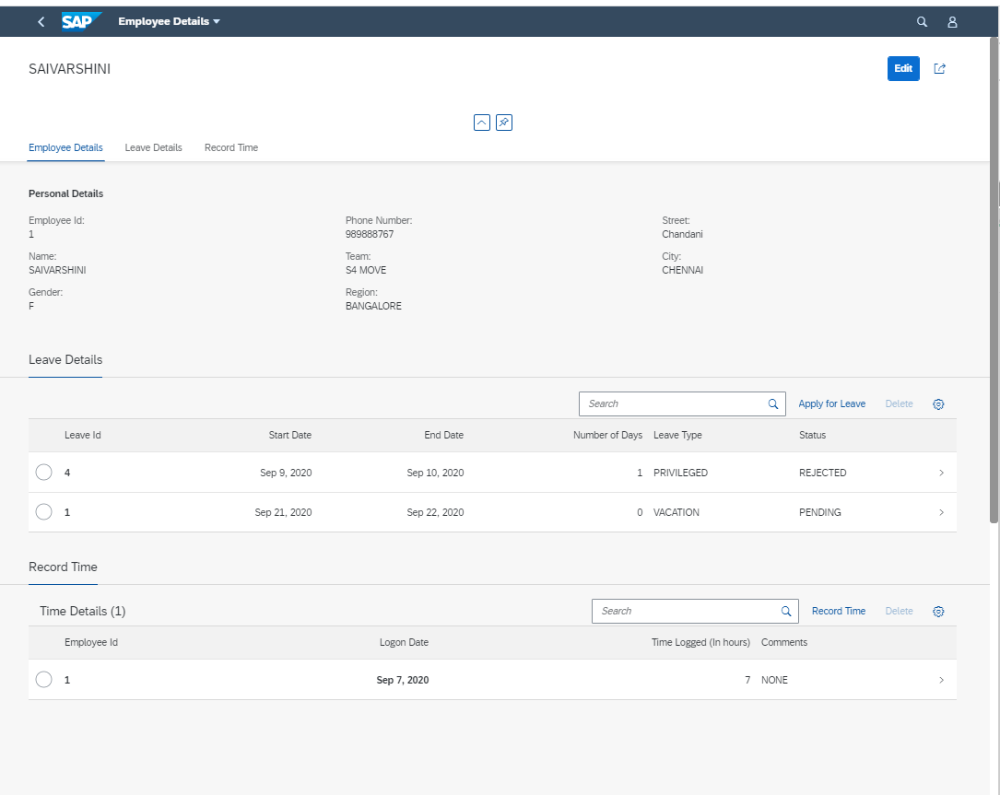 SAP Employee Details
SAIVARSHINI
Edit
Employee Details Leave Details Record Time
Personal Details
Employee Id: Phone Number: Street:
1 989888767 Chandani
Name: Team: City:
SAIVARSHINI S4 MOVE CHENNAI
Gender: Region:
F BANGALORE
Leave Details
Search Apply for Leave Delete
Leave Id Start Date End Date Number of Days Leave Type Status
4 Sep 9, 2020 Sep 10, 2020 1 PRIVILEGED REJECTED
1 Sep 21, 2020 Sep 22, 2020 0 VACATION PENDING
Record Time
Time Details (1) Search Record Time Delete
Employee Id Logon Date Time Logged (In hours) Comments
1 Sep 7, 2020 7 NONE